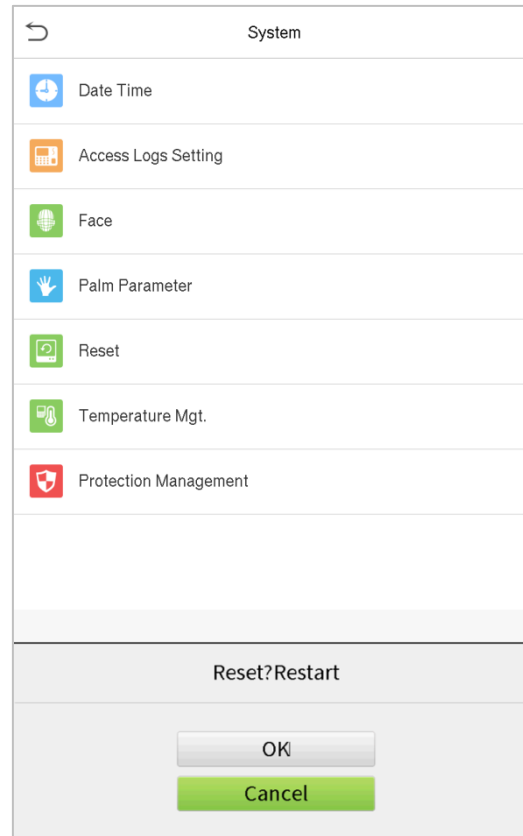 System
Date Time
Access Logs Setting
Face
Palm Parameter
Reset
Temperature Mgt.
Protection Management
Reset?Restart
OK
Cancel